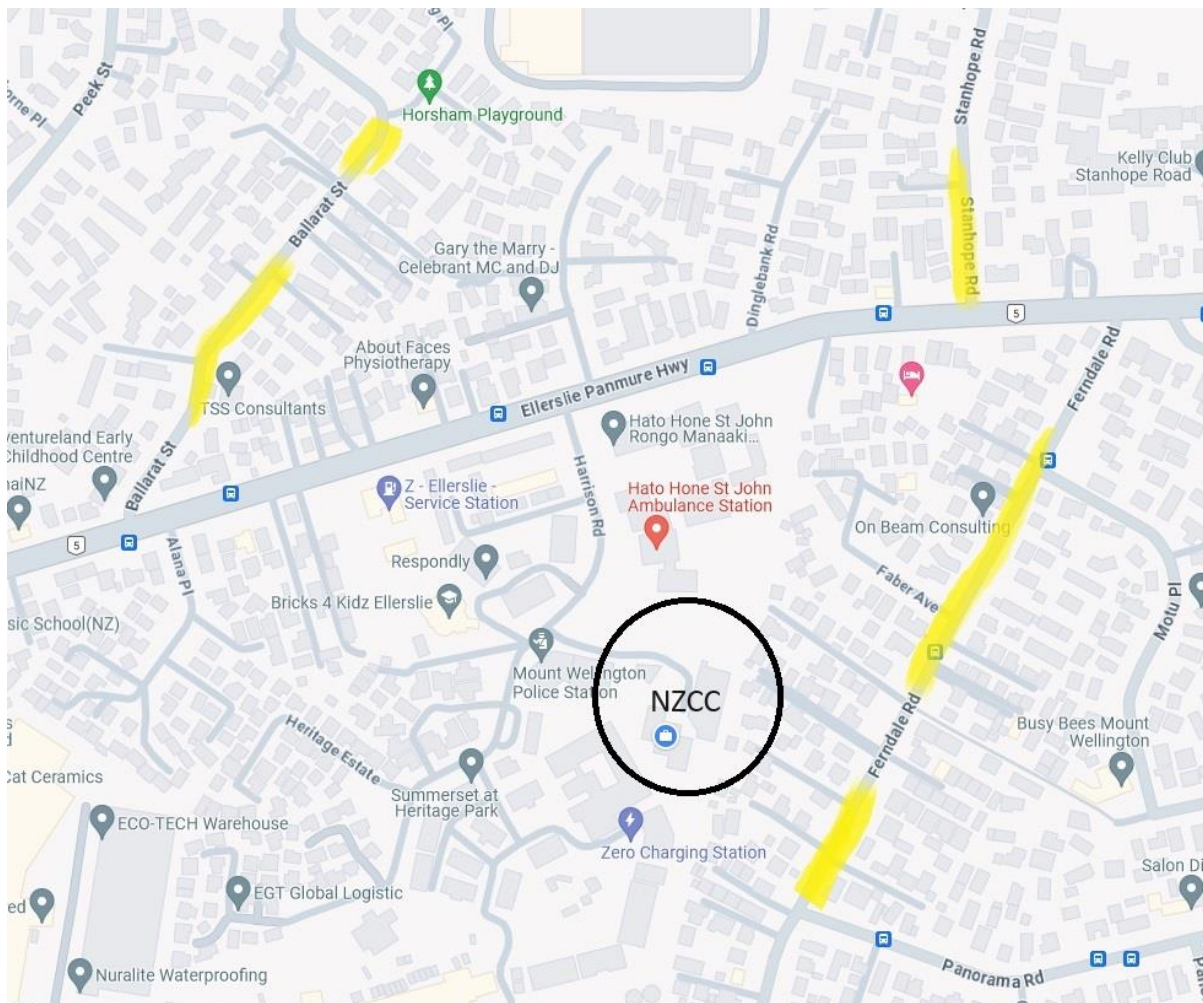 Peek St
Horsham Playground
Stanhope Rd
Kelly Club
Stanhope Road
Ballarat St
Stanhope Rd
Gary the Marry -
Celebrant MC and DJ
Dinglebank Rd
5
About Faces
Physiotherapy
Ellerslie Panmure Hwy
Ferndale Rd
TSS Consultants
Hato Hone St John
Rongo Manaaki...
ventureland Early
Childhood Centre
Ballarat St
Z - Ellerslie -
Service Station
Harrison Rd
Hato Hone St John
Ambulance Station
On Beam Consulting
5
Alana Pl
Respondly
Faber Ave
Bricks 4 Kidz Ellerslie
Motu Pl
sic School(NZ)
Mount Wellington
Police Station
NZCC
Ferndale Rd
Busy Bees Mount
Wellington
Heritage Estate
Cat Ceramics
Summerset at
Heritage Park
ECO-TECH Warehouse
Zero Charging Station
Salon Di
EGT Global Logistic
Panorama Rd
Nuralite Waterproofing